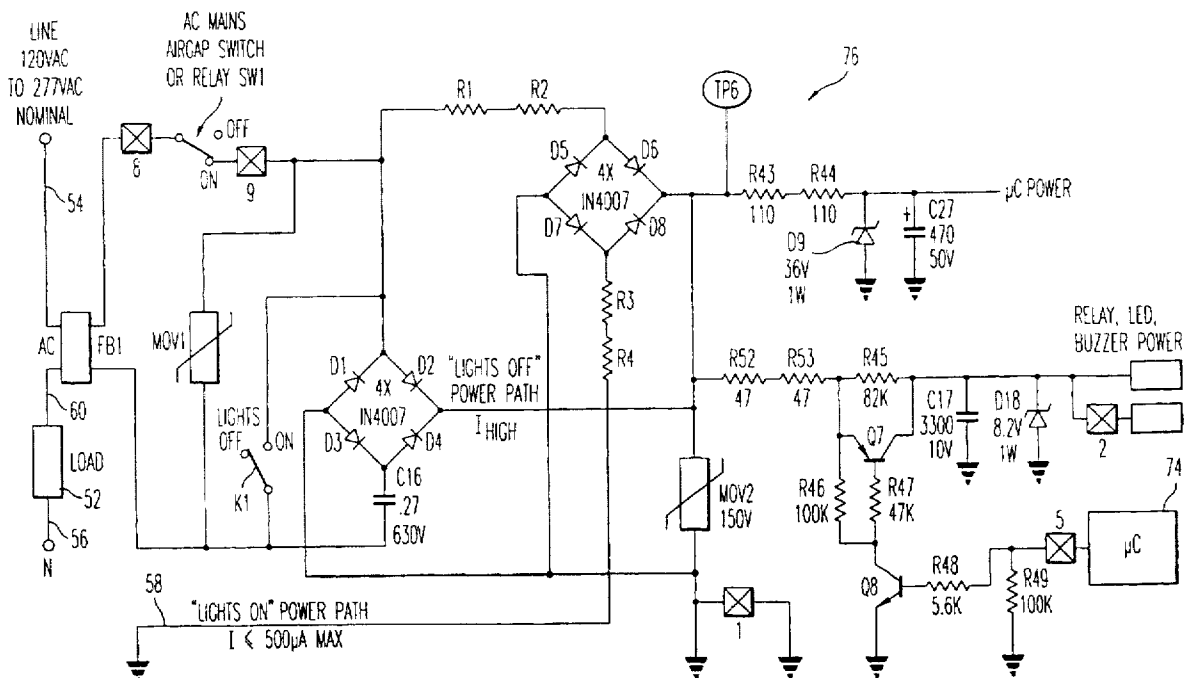 LINE
120VAC
TO 277VAC
NOMINAL
AC MAINS
AIRGAP SWITCH
OR RELAY SW1
OFF
ON
8
9
54
AC
FB1
60
LOAD
52
56
N
MOV1
LIGHTS
OFF
ON
K1
R1
R2
D5
D6
4X
IN4007
D7
D8
R3
R4
D1
D2
4X
IN4007
D3
D4
C16
.27
630V
"LIGHTS OFF"
POWER PATH
I HIGH
58
"LIGHTS ON" POWER PATH
I ⩽ 500µA MAX
TP6
76
R43
110
R44
110
µC POWER
D9
36V
1W
+
C27
470
50V
RELAY, LED,
BUZZER POWER
R52
47
R53
47
R45
82K
C17
3300
10V
D18
8.2V
1W
2
Q7
R46
100K
R47
47K
MOV2
150V
74
5
µC
Q8
R48
5.6K
R49
100K
1